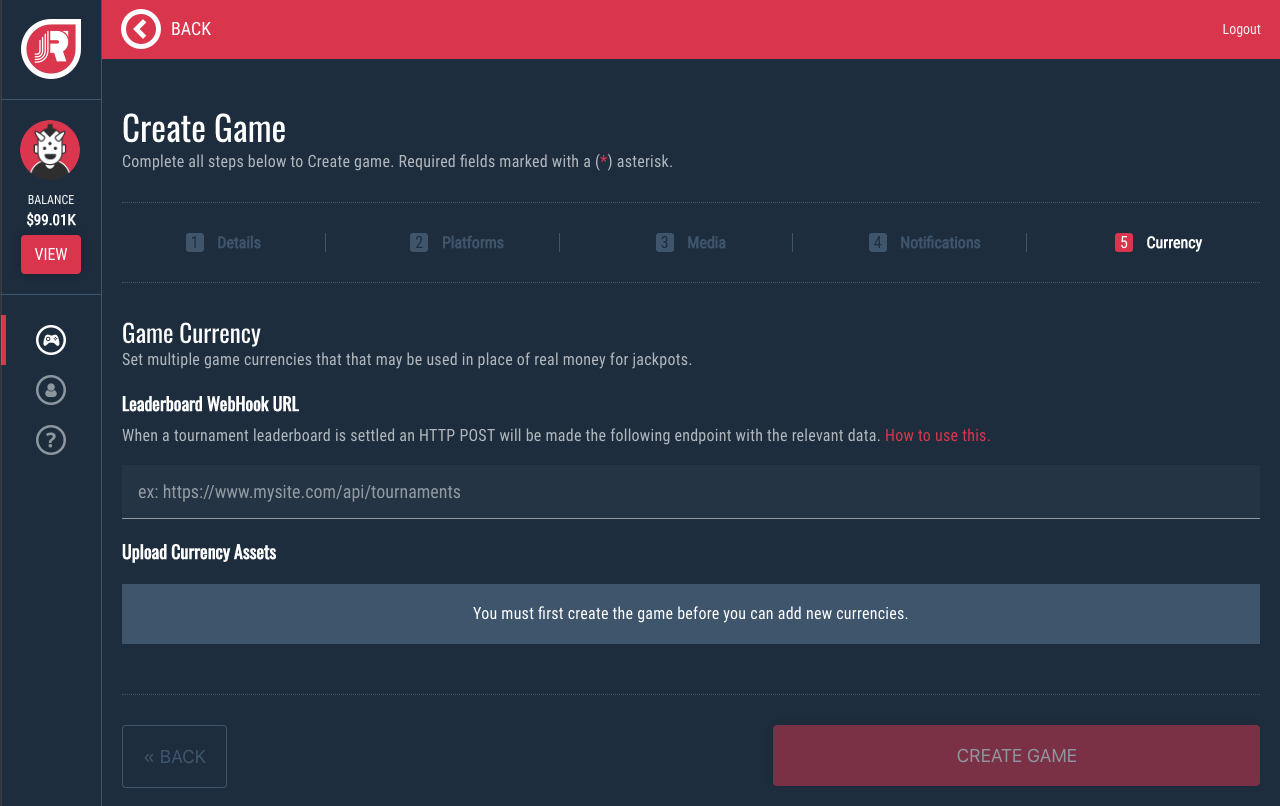 BACK
Logout
BALANCE
$99.01K
VIEW
Create Game
Complete all steps below to Create game. Required fields marked with a (*) asterisk.
1 Details
2 Platforms
3 Media
4 Notifications
5 Currency
Game Currency
Set multiple game currencies that that may be used in place of real money for jackpots.
Leaderboard WebHook URL
When a tournament leaderboard is settled an HTTP POST will be made the following endpoint with the relevant data. How to use this.
ex: https://www.mysite.com/api/tournaments
Upload Currency Assets
You must first create the game before you can add new currencies.
« BACK
CREATE GAME